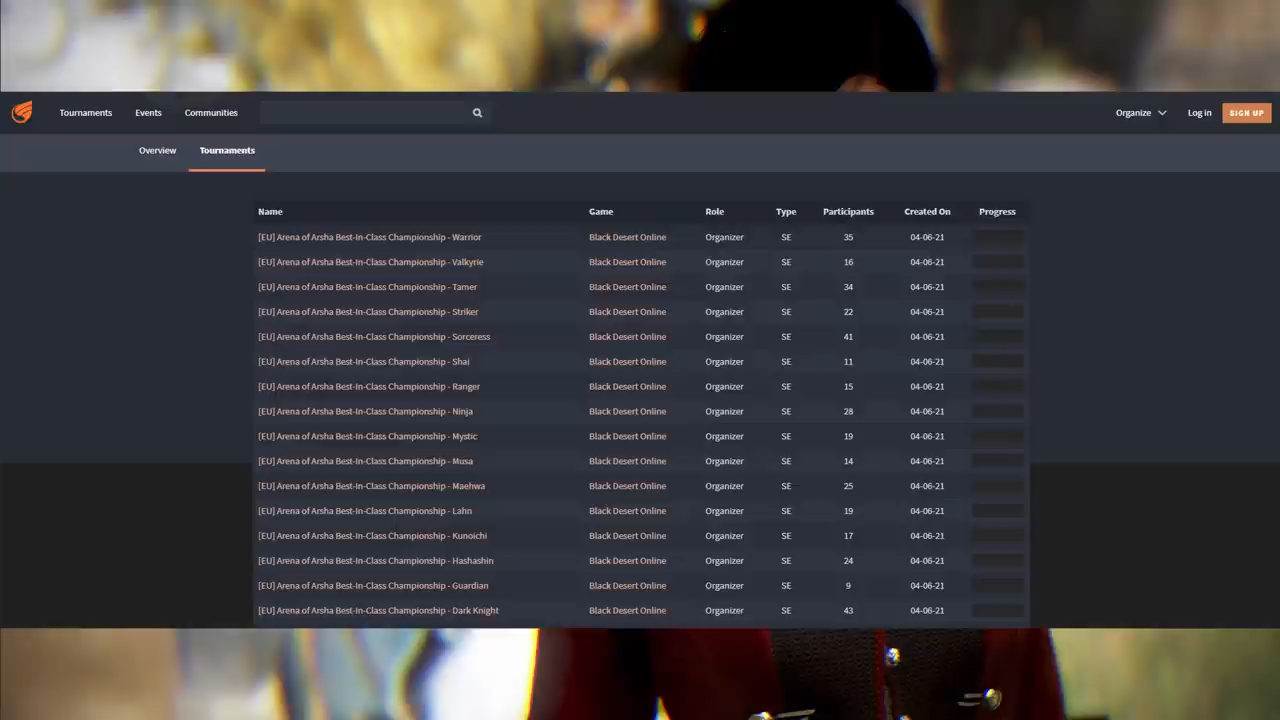 Tournaments Events Communities Organize Log in SIGN UP
Overview Tournaments
Name Game Role Type Participants Created On Progress
[EU] Arena of Arsha Best-In-Class Championship - Warrior Black Desert Online Organizer SE 35 04-06-21
[EU] Arena of Arsha Best-In-Class Championship - Valkyrie Black Desert Online Organizer SE 16 04-06-21
[EU] Arena of Arsha Best-In-Class Championship - Tamer Black Desert Online Organizer SE 34 04-06-21
[EU] Arena of Arsha Best-In-Class Championship - Striker Black Desert Online Organizer SE 22 04-06-21
[EU] Arena of Arsha Best-In-Class Championship - Sorceress Black Desert Online Organizer SE 41 04-06-21
[EU] Arena of Arsha Best-In-Class Championship - Shai Black Desert Online Organizer SE 11 04-06-21
[EU] Arena of Arsha Best-In-Class Championship - Ranger Black Desert Online Organizer SE 15 04-06-21
[EU] Arena of Arsha Best-In-Class Championship - Ninja Black Desert Online Organizer SE 28 04-06-21
[EU] Arena of Arsha Best-In-Class Championship - Mystic Black Desert Online Organizer SE 19 04-06-21
[EU] Arena of Arsha Best-In-Class Championship - Musa Black Desert Online Organizer SE 14 04-06-21
[EU] Arena of Arsha Best-In-Class Championship - Maehwa Black Desert Online Organizer SE 25 04-06-21
[EU] Arena of Arsha Best-In-Class Championship - Lahn Black Desert Online Organizer SE 19 04-06-21
[EU] Arena of Arsha Best-In-Class Championship - Kunoichi Black Desert Online Organizer SE 17 04-06-21
[EU] Arena of Arsha Best-In-Class Championship - Hashashin Black Desert Online Organizer SE 24 04-06-21
[EU] Arena of Arsha Best-In-Class Championship - Guardian Black Desert Online Organizer SE 9 04-06-21
[EU] Arena of Arsha Best-In-Class Championship - Dark Knight Black Desert Online Organizer SE 43 04-06-21